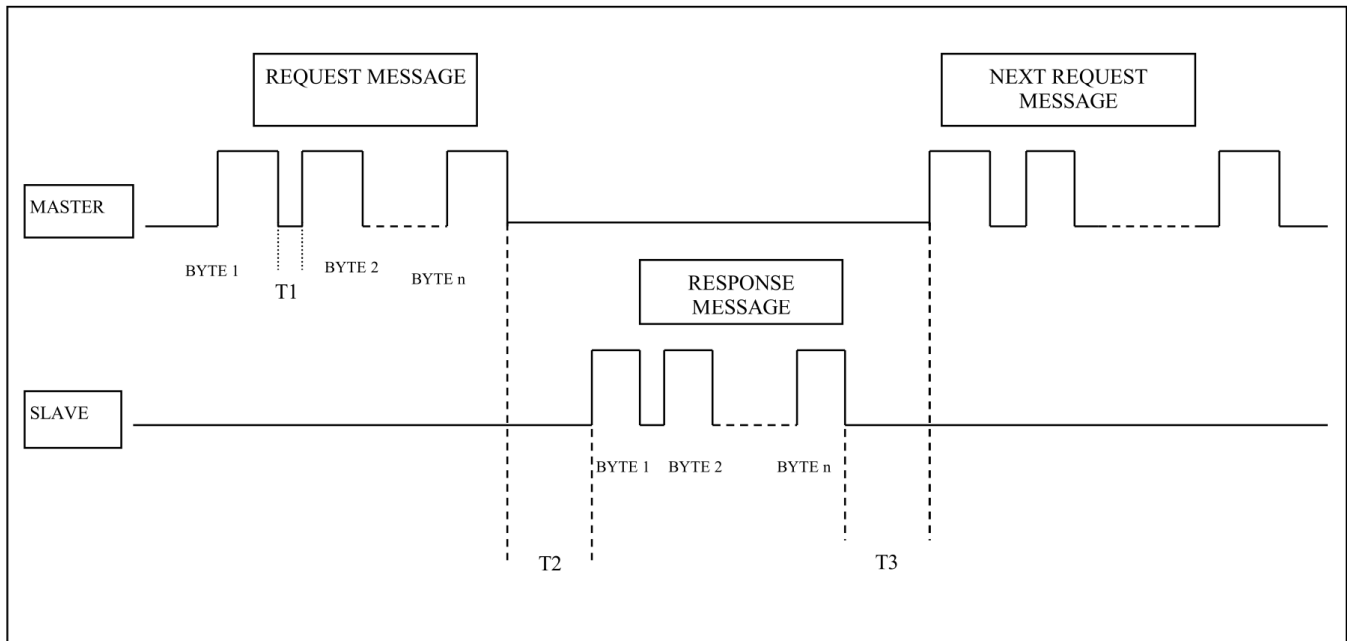 REQUEST MESSAGE
NEXT REQUEST
MESSAGE
MASTER
BYTE 1
T1
BYTE 2
BYTE n
RESPONSE
MESSAGE
SLAVE
BYTE 1
BYTE 2
BYTE n
T2
T3